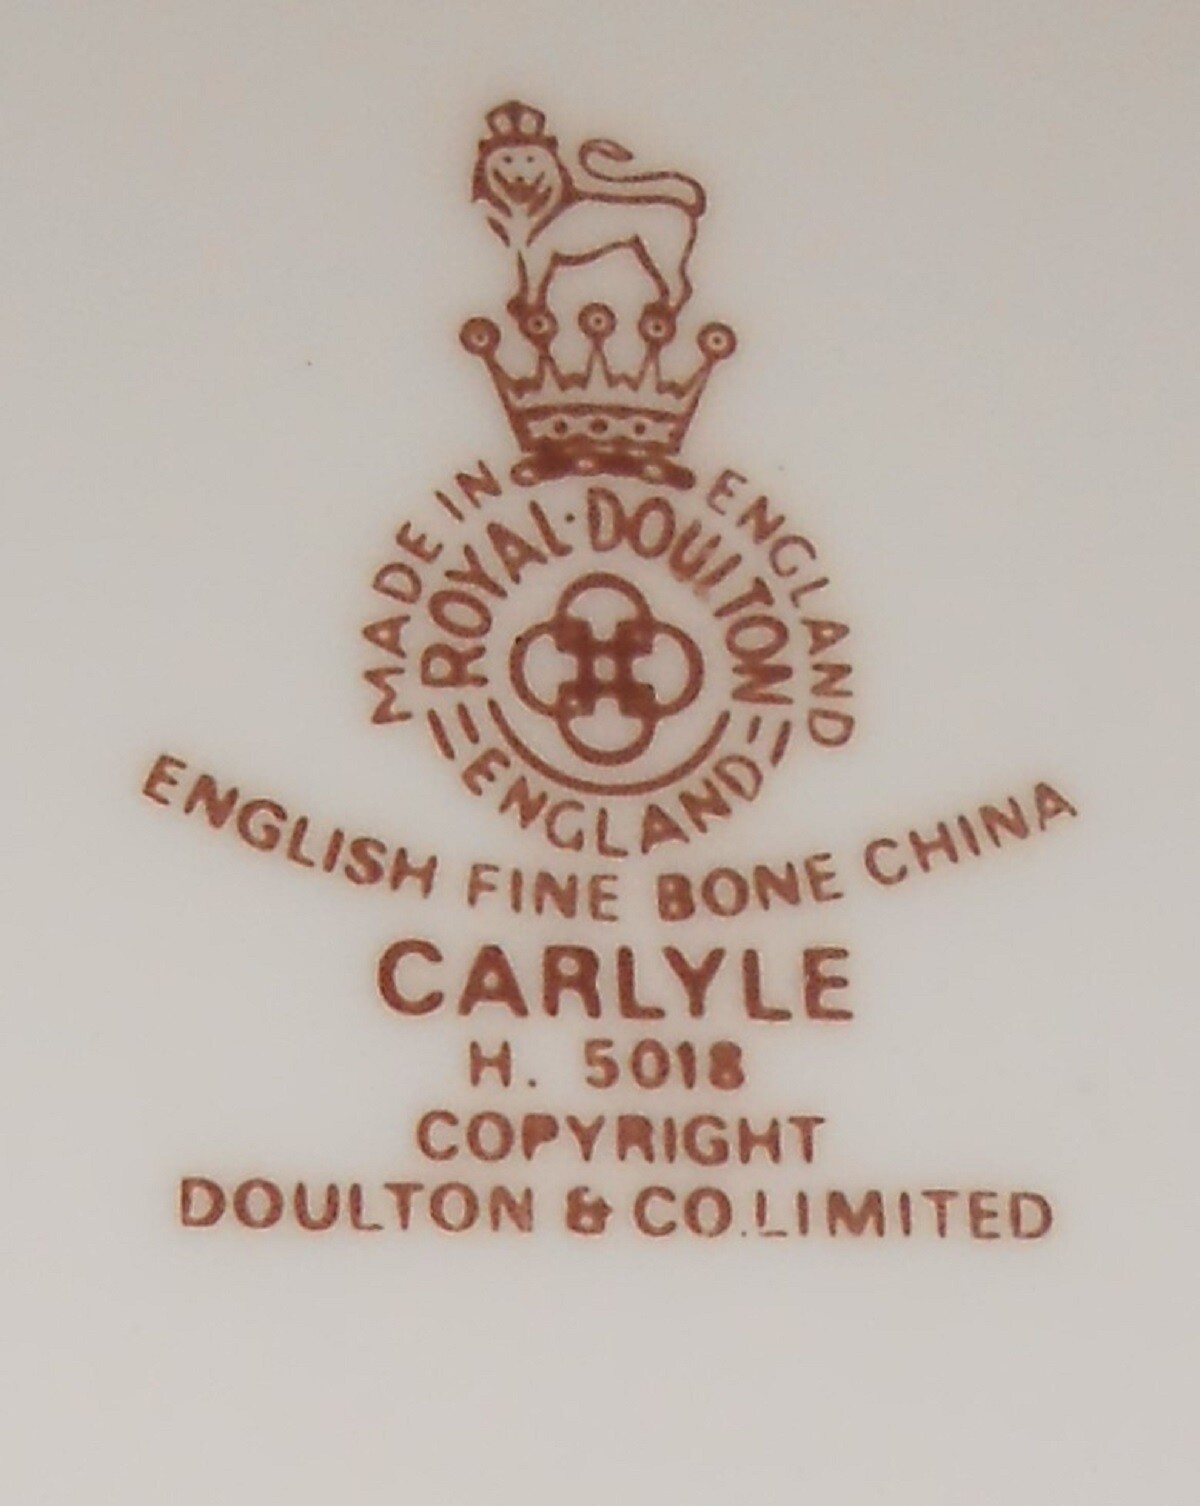 MADE IN ENGLAND
ROYAL·DOULTON
ENGLAND
ENGLISH FINE BONE CHINA
CARLYLE
H. 5018
COPYRIGHT
DOULTON & CO.LIMITED